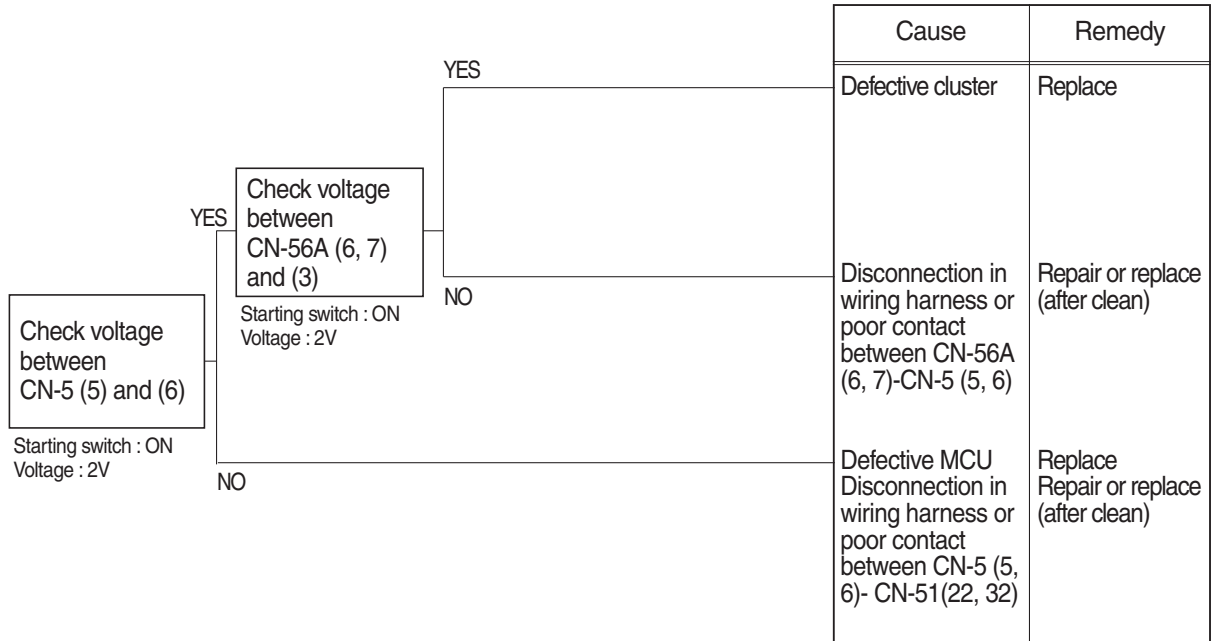 Cause
Remedy
YES
Defective cluster
Replace
Check voltage
between
CN-56A (6, 7)
and (3)
YES
Starting switch : ON
Voltage : 2V
NO
Disconnection in
wiring harness or
poor contact
between CN-56A
(6, 7)-CN-5 (5, 6)
Repair or replace
(after clean)
Check voltage
between
CN-5 (5) and (6)
Starting switch : ON
Voltage : 2V
NO
Defective MCU
Disconnection in
wiring harness or
poor contact
between CN-5 (5,
6)- CN-51(22, 32)
Replace
Repair or replace
(after clean)